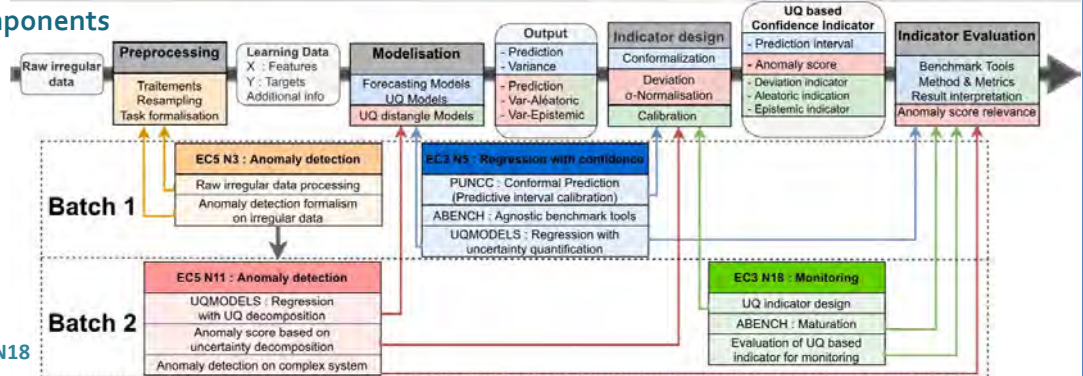 ponents
Raw irregular
data
Preprocessing
Traitements
Resampling
Task formalisation
Learning Data
X : Features
Y : Targets
Additional info
Modelisation
Forecasting Models
UQ Models
UQ distangle Models
Output
- Prediction
- Variance
- Prediction
- Var-Aléatoric
- Var-Epistemic
Indicator design
Conformalization
Deviation
σ-Normalisation
Calibration
UQ based
Confidence Indicator
- Prediction interval
- Anomaly score
- Deviation indicator
- Aleatoric indication
- Epistemic indicator
Indicator Evaluation
Benchmark Tools
Method & Metrics
Result interpretation
Anomaly score relevance
Batch 1
EC5 N3 : Anomaly detection
Raw irregular data processing
Anomaly detection formalism
on irregular data
EC3 N5 : Regression with confidence
PUNCC : Conformal Prediction
(Predictive interval calibration)
ABENCH : Agnostic benchmark tools
UQMODELS : Regression with
uncertainty quantification
Batch 2
EC5 N11 : Anomaly detection
UQMODELS : Regression
with UQ decomposition
Anomaly score based on
uncertainty decomposition
Anomaly detection on complex system
EC3 N18 : Monitoring
UQ indicator design
ABENCH : Maturation
Evaluation of UQ based
indicator for monitoring
N18